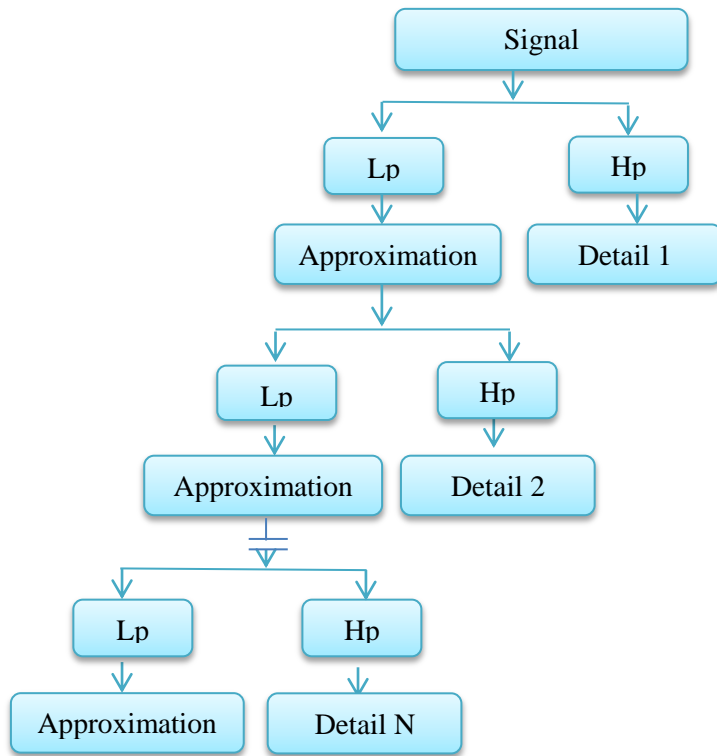 Signal
Lp
Hp
Approximation
Detail 1
Lp
Hp
Approximation
Detail 2
Lp
Hp
Approximation
Detail N